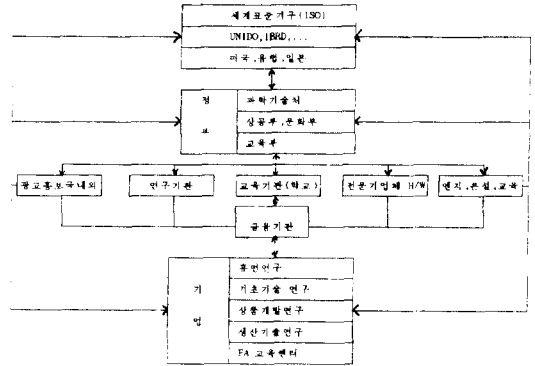 세계표준기구(ISO)
UNIDO, IBRD,...
미국,유럽,일본
정부
과학기술처
상공부,문화부
교육부
광고홍보국내외
연구기관
교육기관(학교)
전문기업체 H/W
엔지,콘설,교육
금융기관
기업
휴먼연구
기초기술 연구
상품개발연구
생산기술연구
FA 교육센터